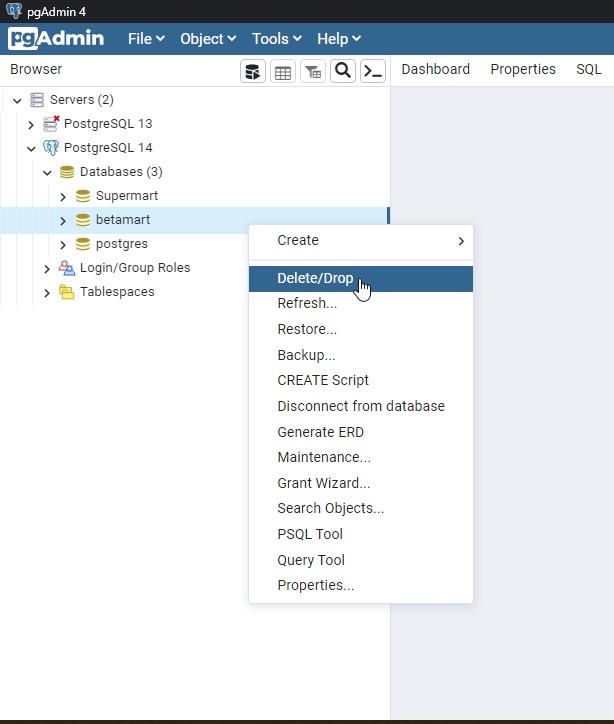 pgAdmin 4
pgAdmin File Object Tools Help
Browser Dashboard Properties SQL
Servers (2)
PostgreSQL 13
PostgreSQL 14
Databases (3)
Supermart
betamart
postgres
Login/Group Roles
Tablespaces
Create
Delete/Drop
Refresh...
Restore...
Backup...
CREATE Script
Disconnect from database
Generate ERD
Maintenance...
Grant Wizard...
Search Objects...
PSQL Tool
Query Tool
Properties...